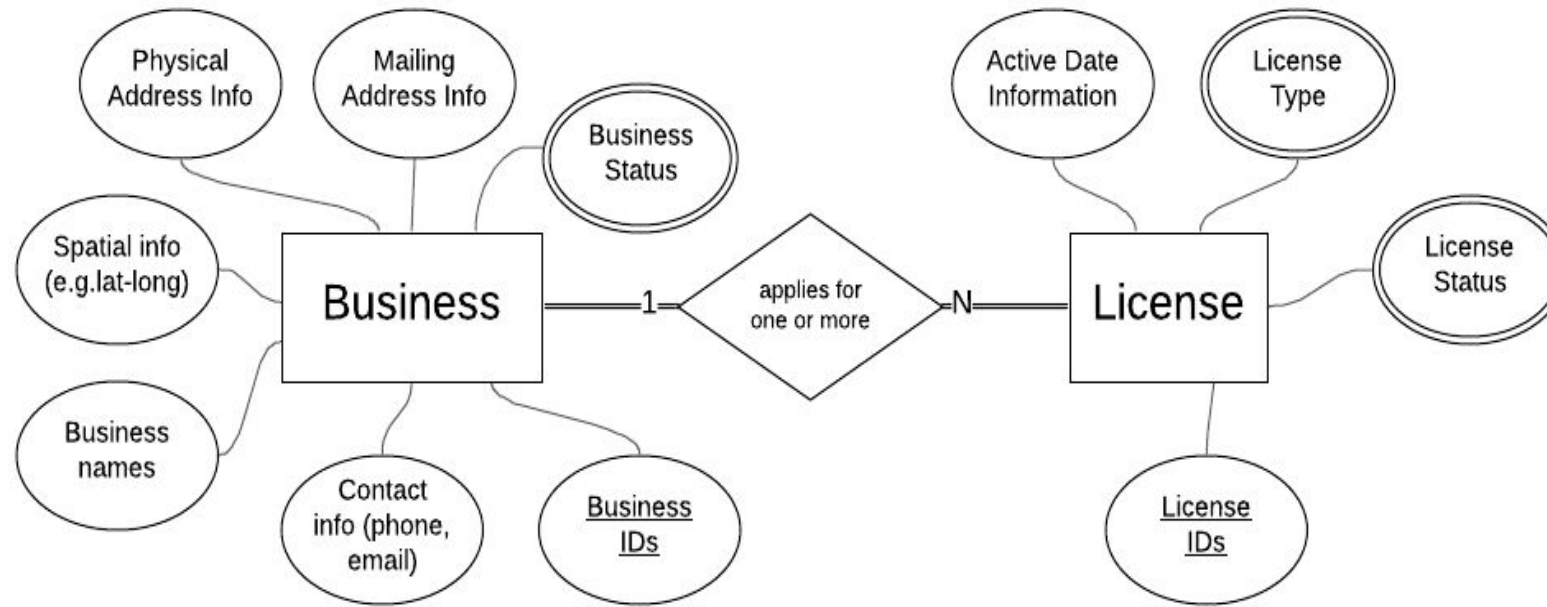 Physical
Address Info
Mailing
Address Info
Business
Status
Active Date
Information
License
Type
Spatial info
(e.g.lat-long)
Business
1
applies for
one or more
N
License
License
Status
Business
names
Contact
info (phone,
email)
Business
IDs
License
IDs